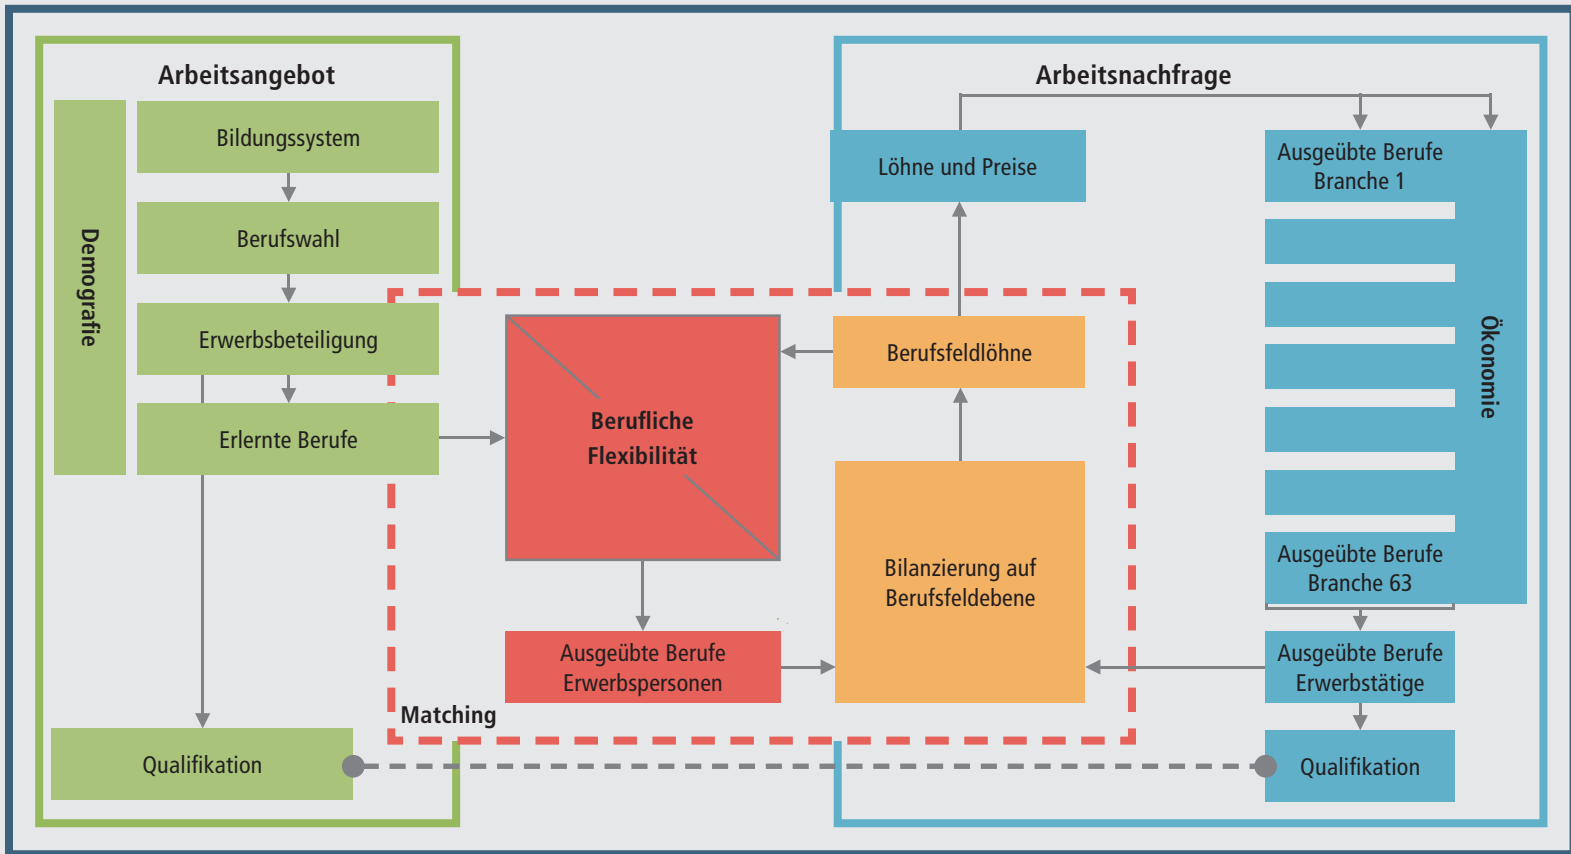 Arbeitsangebot
Demografie
Bildungssystem
Berufswahl
Erwerbsbeteiligung
Erlernte Berufe
Qualifikation
Matching
Berufliche
Flexibilität
Ausgeübte Berufe
Erwerbspersonen
Berufsfeldlöhne
Bilanzierung auf
Berufsfeldebene
Arbeitsnachfrage
Löhne und Preise
Ausgeübte Berufe
Branche 1
Ökonomie
Ausgeübte Berufe
Branche 63
Ausgeübte Berufe
Erwerbstätige
Qualifikation